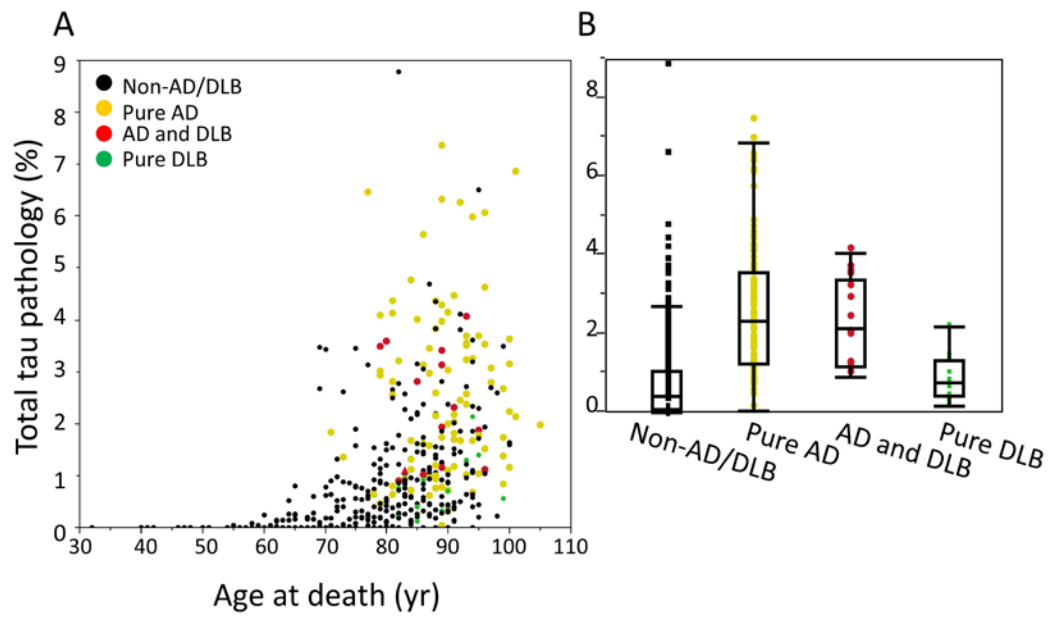 A
B
Total tau pathology (%)
9
8
7
6
5
4
3
2
1
0
Non-AD/DLB
Pure AD
AD and DLB
Pure DLB
30 40 50 60 70 80 90 100 110
Age at death (yr)
8
6
4
2
0
Non-AD/DLB
Pure AD
AD and DLB
Pure DLB